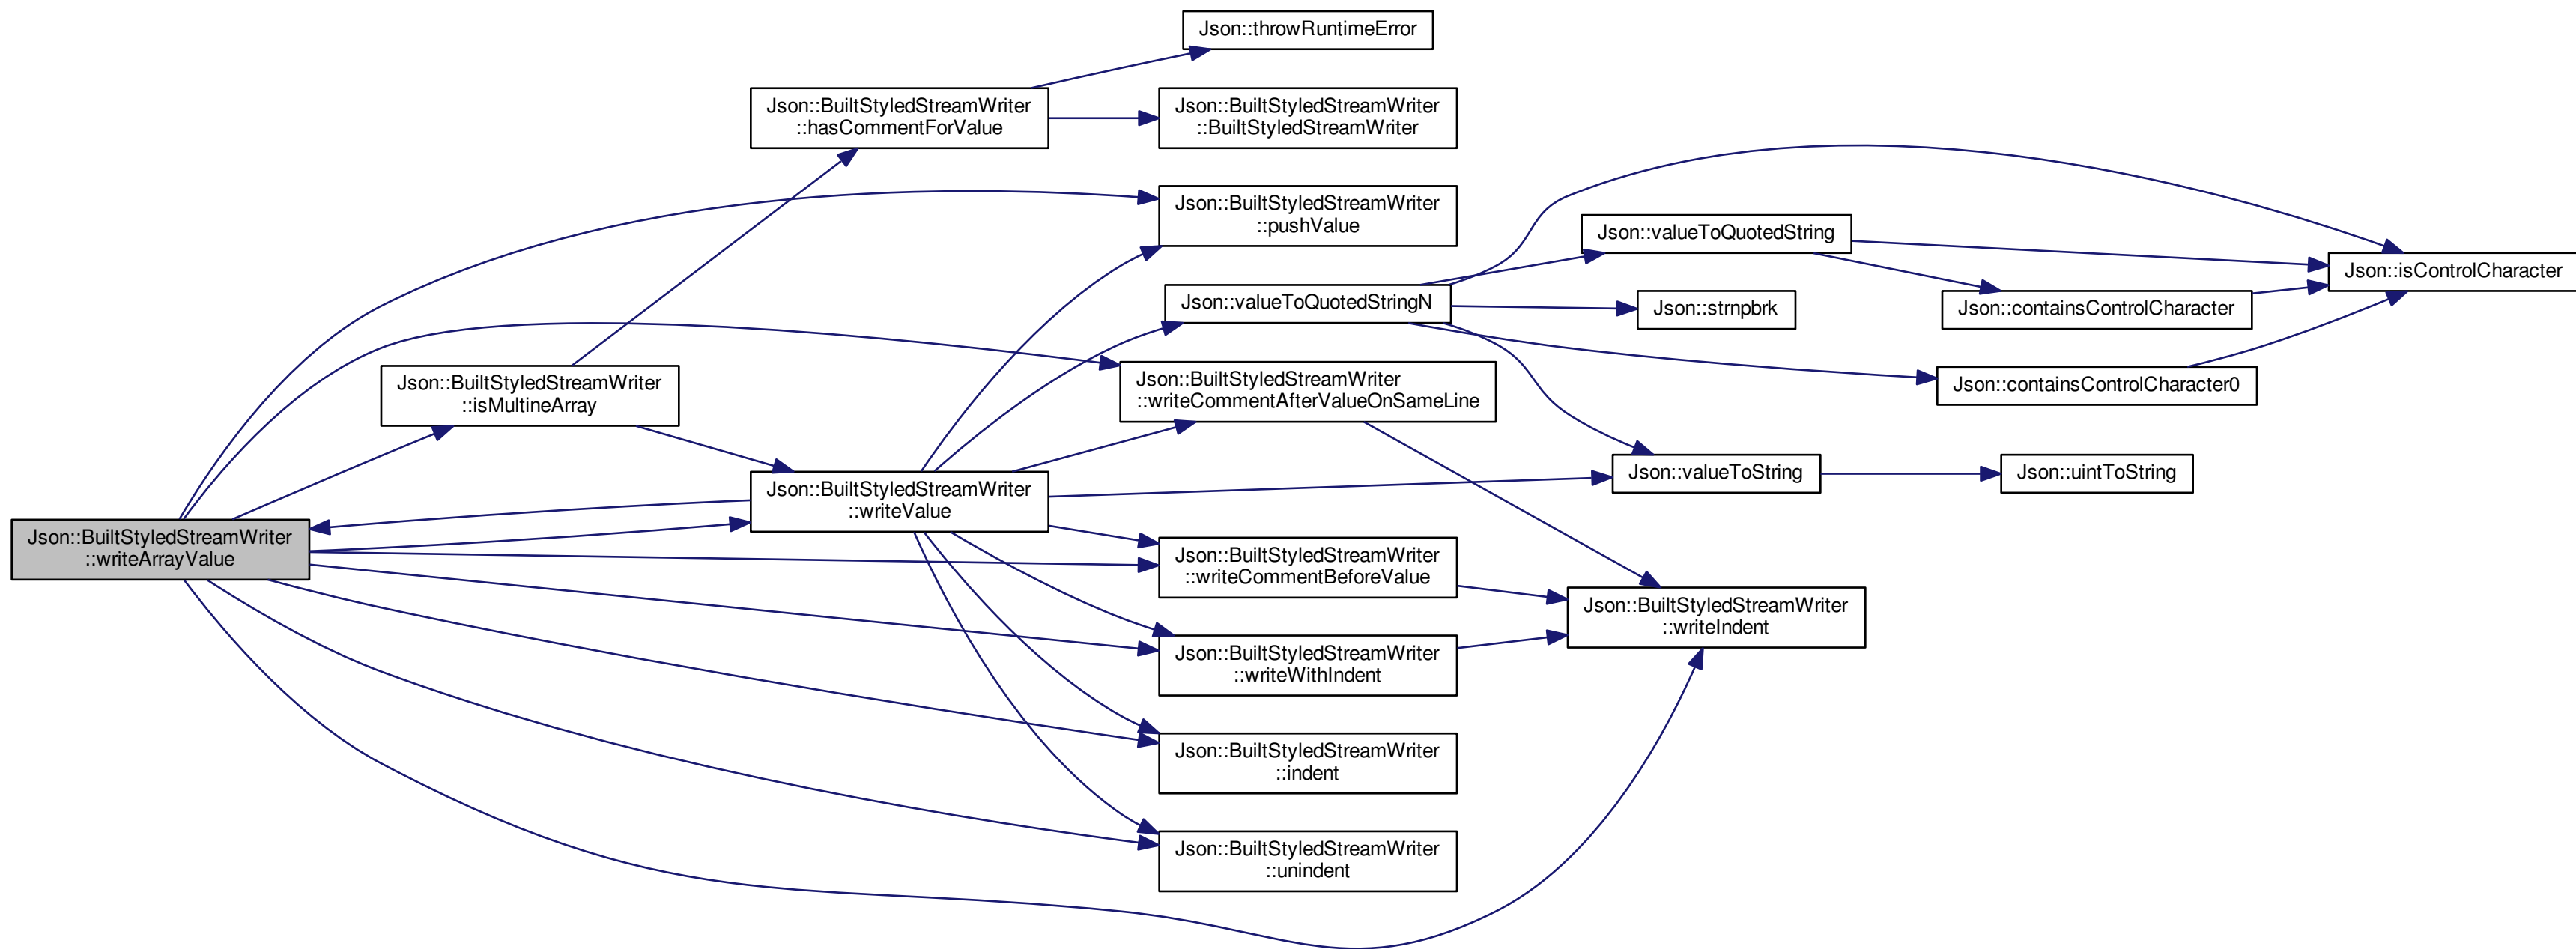 Json::throwRuntimeError
Json::BuiltStyledStreamWriter
::hasCommentForValue
Json::BuiltStyledStreamWriter
::BuiltStyledStreamWriter
Json::BuiltStyledStreamWriter
::pushValue
Json::valueToQuotedString
Json::isControlCharacter
Json::valueToQuotedStringN
Json::strnpbrk
Json::containsControlCharacter
Json::BuiltStyledStreamWriter
::isMultineArray
Json::BuiltStyledStreamWriter
::writeCommentAfterValueOnSameLine
Json::containsControlCharacter0
Json::BuiltStyledStreamWriter
::writeValue
Json::valueToString
Json::uintToString
Json::BuiltStyledStreamWriter
::writeArrayValue
Json::BuiltStyledStreamWriter
::writeCommentBeforeValue
Json::BuiltStyledStreamWriter
::writeIndent
Json::BuiltStyledStreamWriter
::writeWithIndent
Json::BuiltStyledStreamWriter
::indent
Json::BuiltStyledStreamWriter
::unindent